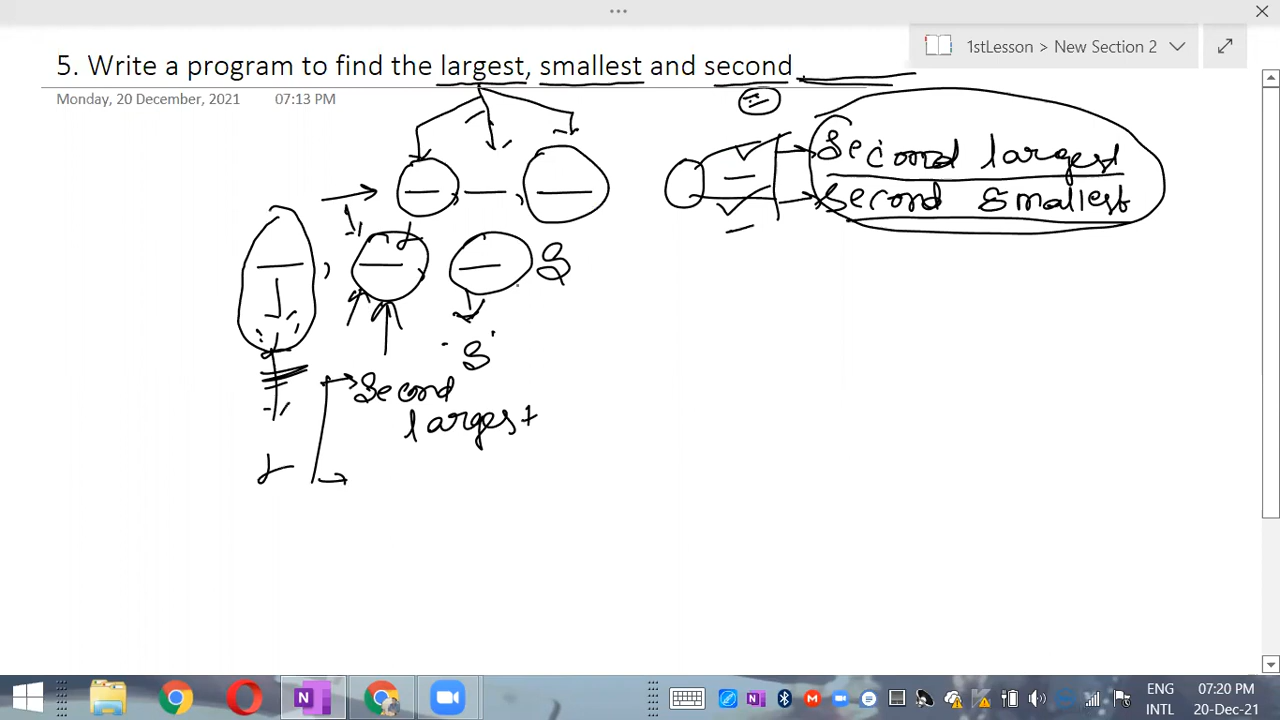 1stLesson > New Section 2
5. Write a program to find the largest, smallest and second
Monday, 20 December, 2021 07:13 PM
Second largest
Second Smallest
S
S
Second
largest
L
ENG
INTL
07:20 PM
20-Dec-21